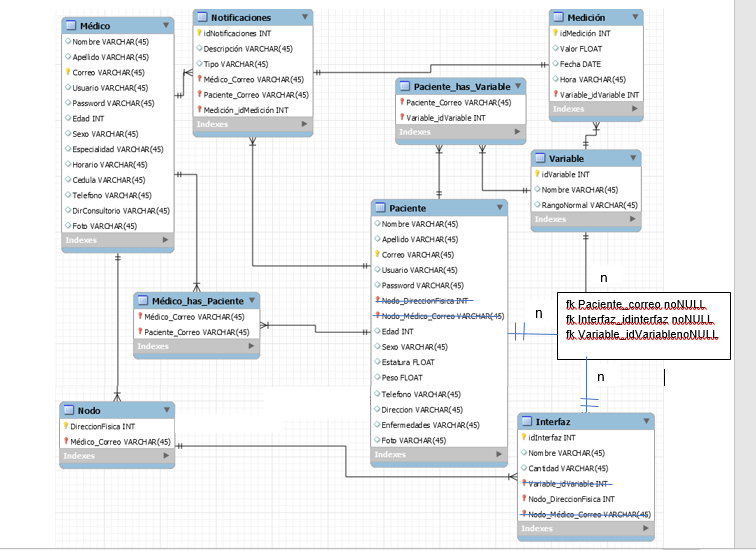 Médico
Nombre VARCHAR(45)
Apellido VARCHAR(45)
Correo VARCHAR(45)
Usuario VARCHAR(45)
Password VARCHAR(45)
Edad INT
Sexo VARCHAR(45)
Especialidad VARCHAR(45)
Horario VARCHAR(45)
Cedula VARCHAR(45)
Telefono VARCHAR(45)
DirConsultorio VARCHAR(45)
Foto VARCHAR(45)
Indexes
Notificaciones
idNotificaciones INT
Descripción VARCHAR(45)
Tipo VARCHAR(45)
Médico_Correo VARCHAR(45)
Paciente_Correo VARCHAR(45)
Medición_idMedición INT
Indexes
Medición
idMedición INT
Valor FLOAT
Fecha DATE
Hora VARCHAR(45)
Variable_idVariable INT
Indexes
Paciente_has_Variable
Paciente_Correo VARCHAR(45)
Variable_idVariable INT
Indexes
Variable
idVariable INT
Nombre VARCHAR(45)
RangoNormal VARCHAR(45)
Indexes
Paciente
Nombre VARCHAR(45)
Apellido VARCHAR(45)
Correo VARCHAR(45)
Usuario VARCHAR(45)
Password VARCHAR(45)
Nodo_DireccionFisica INT
Nodo_Médico_Correo VARCHAR(45)
Edad INT
Sexo VARCHAR(45)
Estatura FLOAT
Peso FLOAT
Telefono VARCHAR(45)
Direccion VARCHAR(45)
Enfermedades VARCHAR(45)
Foto VARCHAR(45)
Indexes
Médico_has_Paciente
Médico_Correo VARCHAR(45)
Paciente_Correo VARCHAR(45)
Indexes
n
n
fk Paciente_correo noNULL
fk Interfaz_idinterfaz noNULL
fk Variable_idVariablenoNULL
n
Nodo
DireccionFisica INT
Médico_Correo VARCHAR(45)
Indexes
Interfaz
idInterfaz INT
Nombre VARCHAR(45)
Cantidad VARCHAR(45)
Variable_idVariable INT
Nodo_DireccionFisica INT
Nodo_Médico_Correo VARCHAR(45)
Indexes